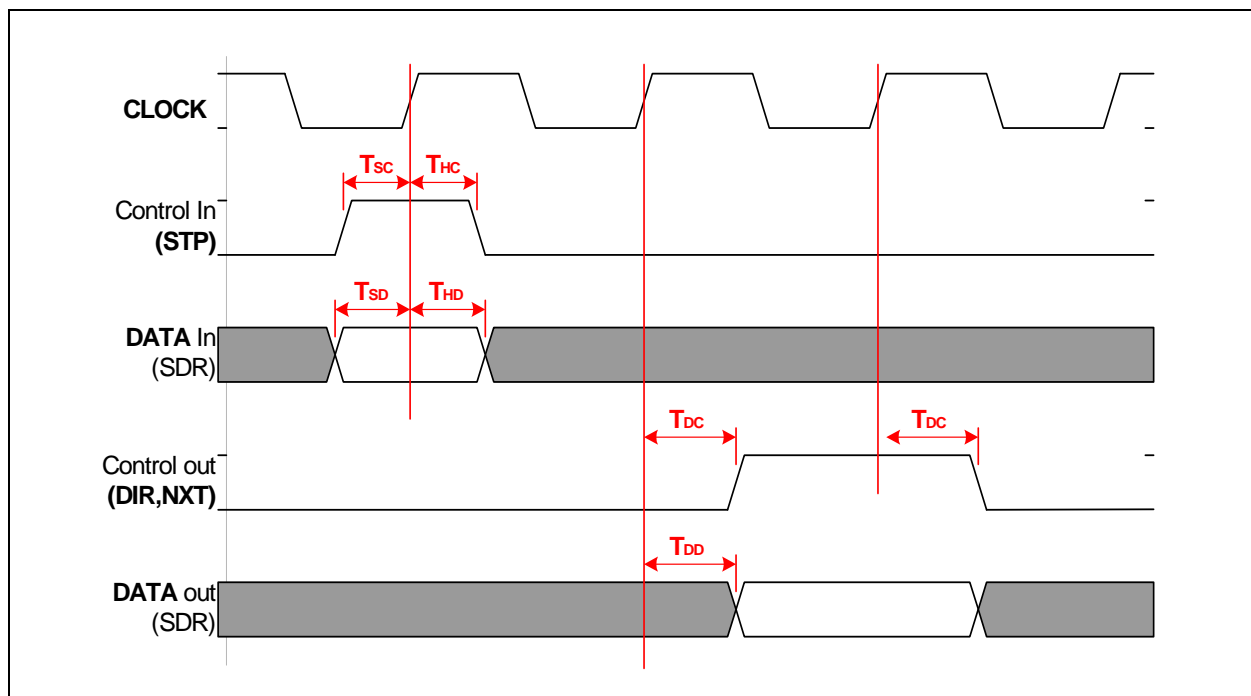 CLOCK
TSC THC
Control In
(STP)
TSD THD
DATA In
(SDR)
TDC TDC
Control out
(DIR,NXT)
TDD
DATA out
(SDR)